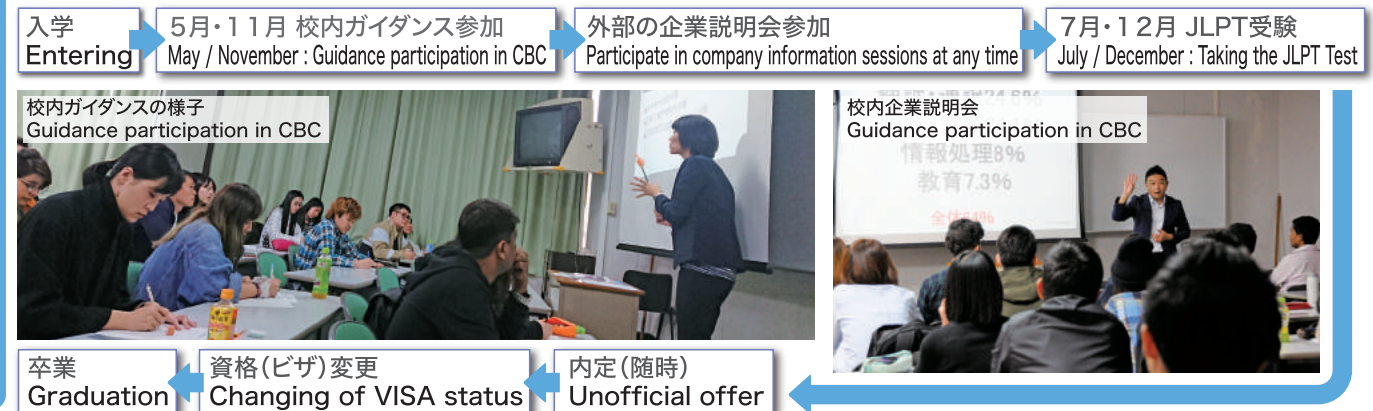 入学
Entering
5月・11月 校内ガイダンス参加
May / November : Guidance participation in CBC
外部の企業説明会参加
Participate in company information sessions at any time
7月・12月 JLPT受験
July / December : Taking the JLPT Test
校内ガイダンスの様子
Guidance participation in CBC
校内企業説明会
Guidance participation in CBC
情報処理8%
教育7.3%
内定（随時）
Unofficial offer
資格（ビザ）変更
Changing of VISA status
卒業
Graduation